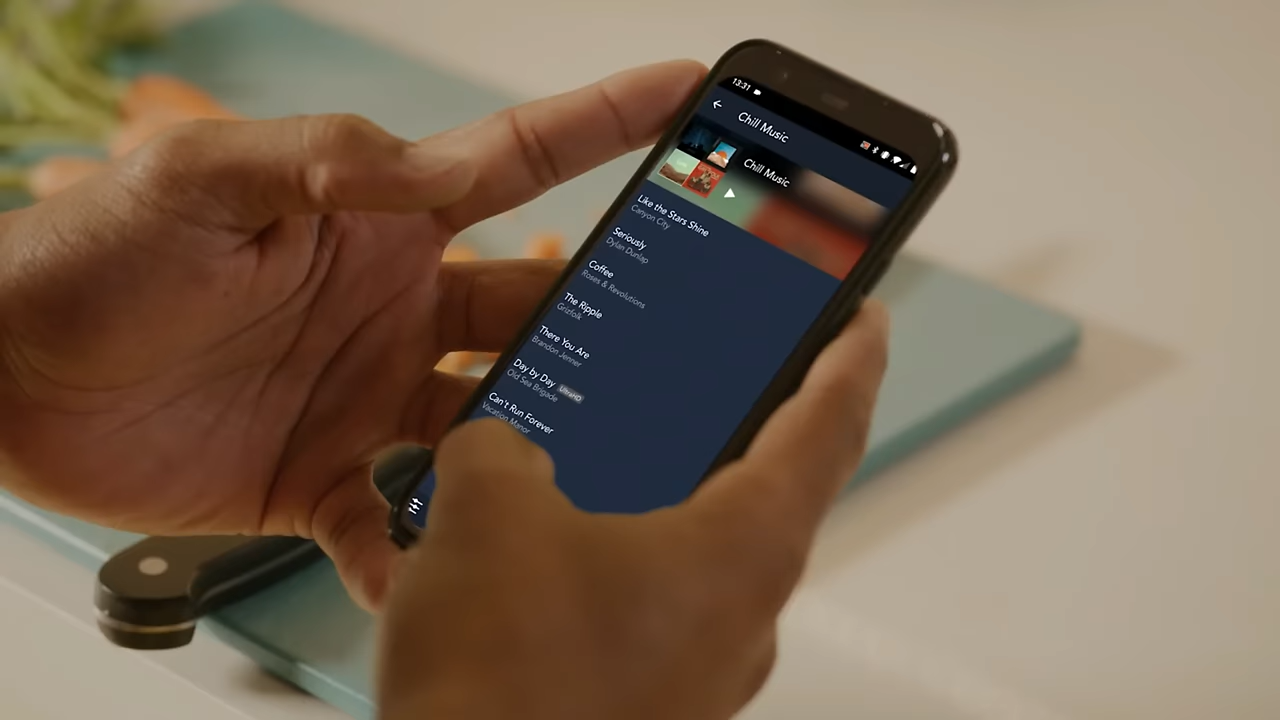 13:31
Chill Music
Chill Music
Like the Stars Shine
Canyon City
Seriously
Dylan Dunlap
Coffee
Roses & Revolutions
The Ripple
Grizfolk
There You Are
Brandon Jenner
Day by Day UltraHD
Old Sea Brigade
Can't Run Forever
Vacation Manor